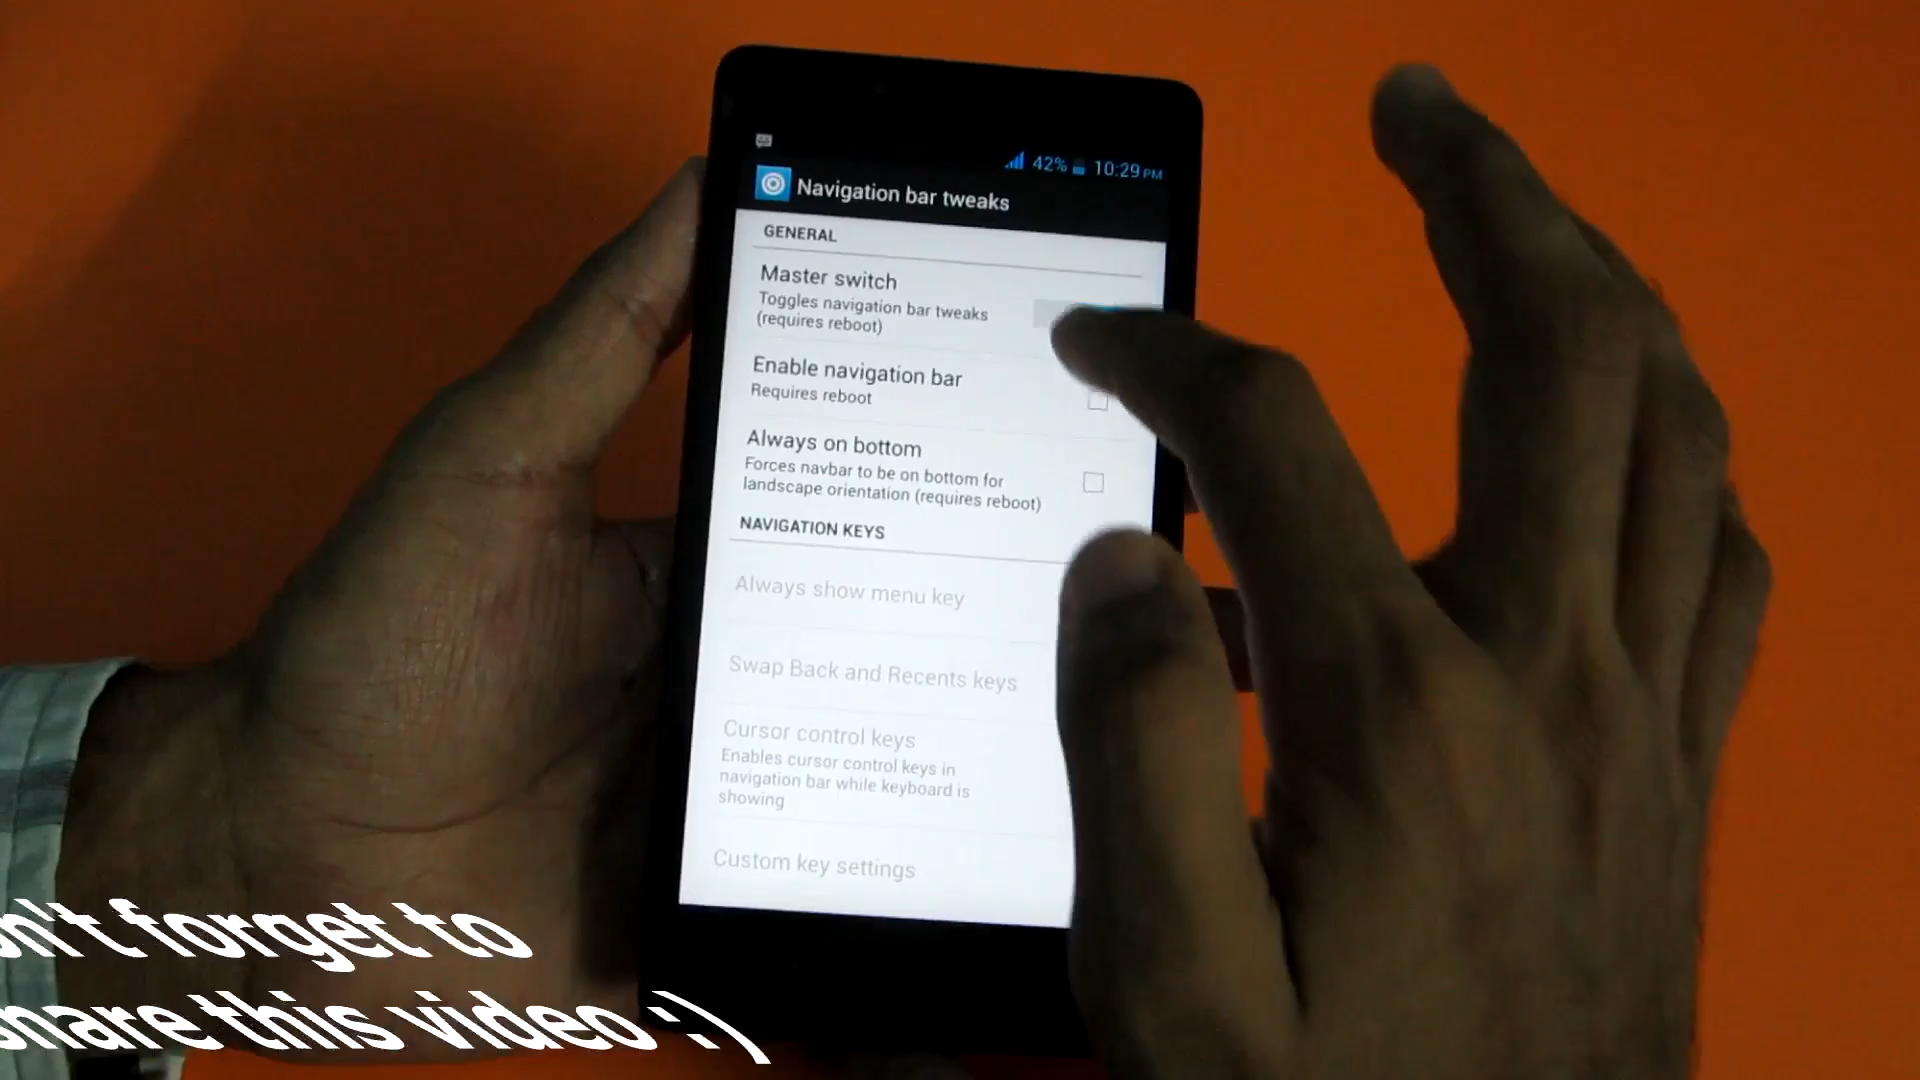 42% 10:29 PM
Navigation bar tweaks
GENERAL
Master switch
Toggles navigation bar tweaks
(requires reboot)
Enable navigation bar
Requires reboot
Always on bottom
Forces navbar to be on bottom for
landscape orientation (requires reboot)
NAVIGATION KEYS
Always show menu key
Swap Back and Recents keys
Cursor control keys
Enables cursor control keys in
navigation bar while keyboard is
showing
Custom key settings
n't forget to
hare this video :)